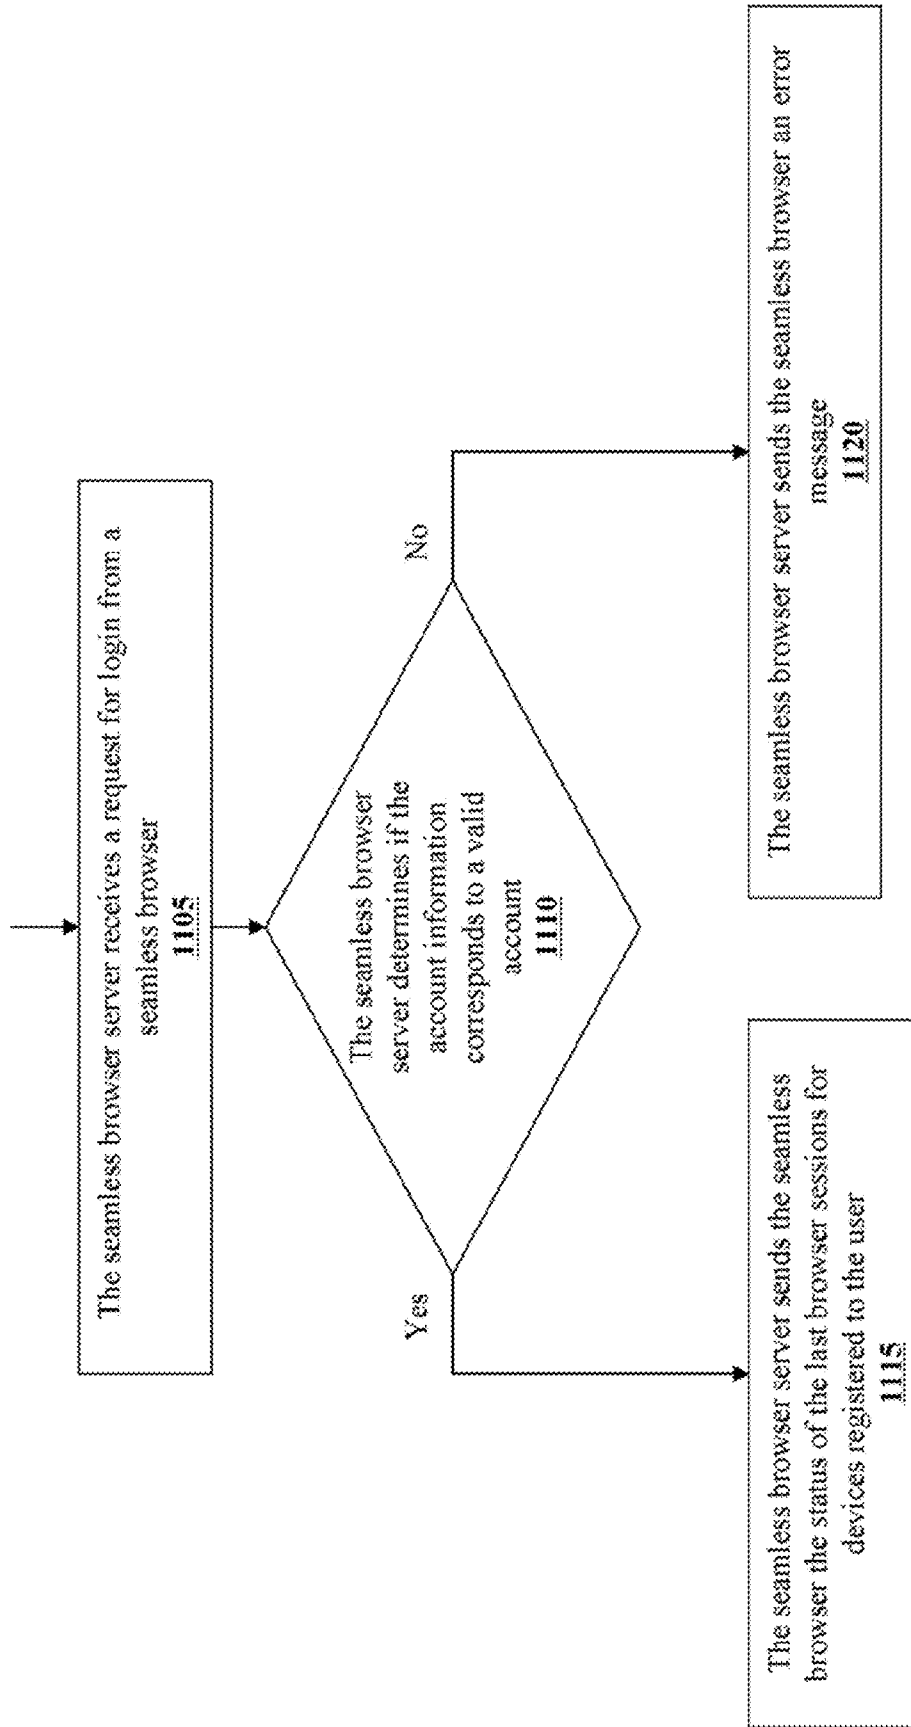 The seamless browser server receives a request for login from a
seamless browser
1105
The seamless browser
server determines if the
account information
corresponds to a valid
account
1110
Yes
No
The seamless browser server sends the seamless
browser the status of the last browser sessions for
devices registered to the user
1115
The seamless browser server sends the seamless browser an error
message
1120